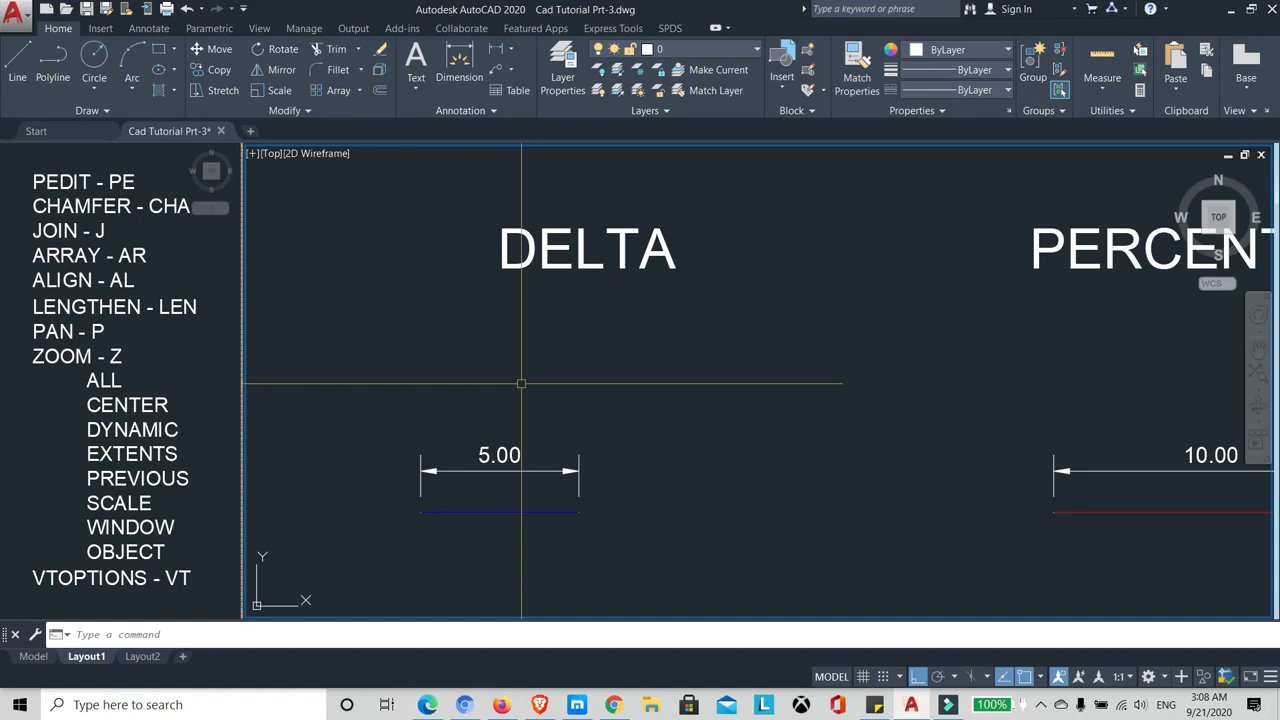 Autodesk AutoCAD 2020 Cad Tutorial Prt-3.dwg
Type a keyword or phrase
Sign In
Home Insert Annotate Parametric View Manage Output Add-ins Collaborate Featured Apps Express Tools SPDS
Line
Polyline
Circle
Arc
Move
Rotate
Trim
Copy
Mirror
Fillet
Stretch
Scale
Array
Text
Dimension
Table
Layer
Properties
0
Make Current
Match Layer
Insert
Match
Properties
ByLayer
ByLayer
ByLayer
Group
Measure
Paste
Base
Draw
Modify
Annotation
Layers
Block
Properties
Groups
Utilities
Clipboard
View
Start
Cad Tutorial Prt-3*
[+][Top][2D Wireframe]
PEDIT - PE
CHAMFER - CHA
JOIN - J
ARRAY - AR
ALIGN - AL
LENGTHEN - LEN
PAN - P
ZOOM - Z
ALL
CENTER
DYNAMIC
EXTENTS
PREVIOUS
SCALE
WINDOW
OBJECT
VTOPTIONS - VT
N
W
E
S
DELTA
PERCENT
N
W
TOP
E
S
WCS
5.00
10.00
Y
X
Type a command
Model Layout1 Layout2
MODEL
1:1
Type here to search
100%
ENG
3:08 AM
9/21/2020